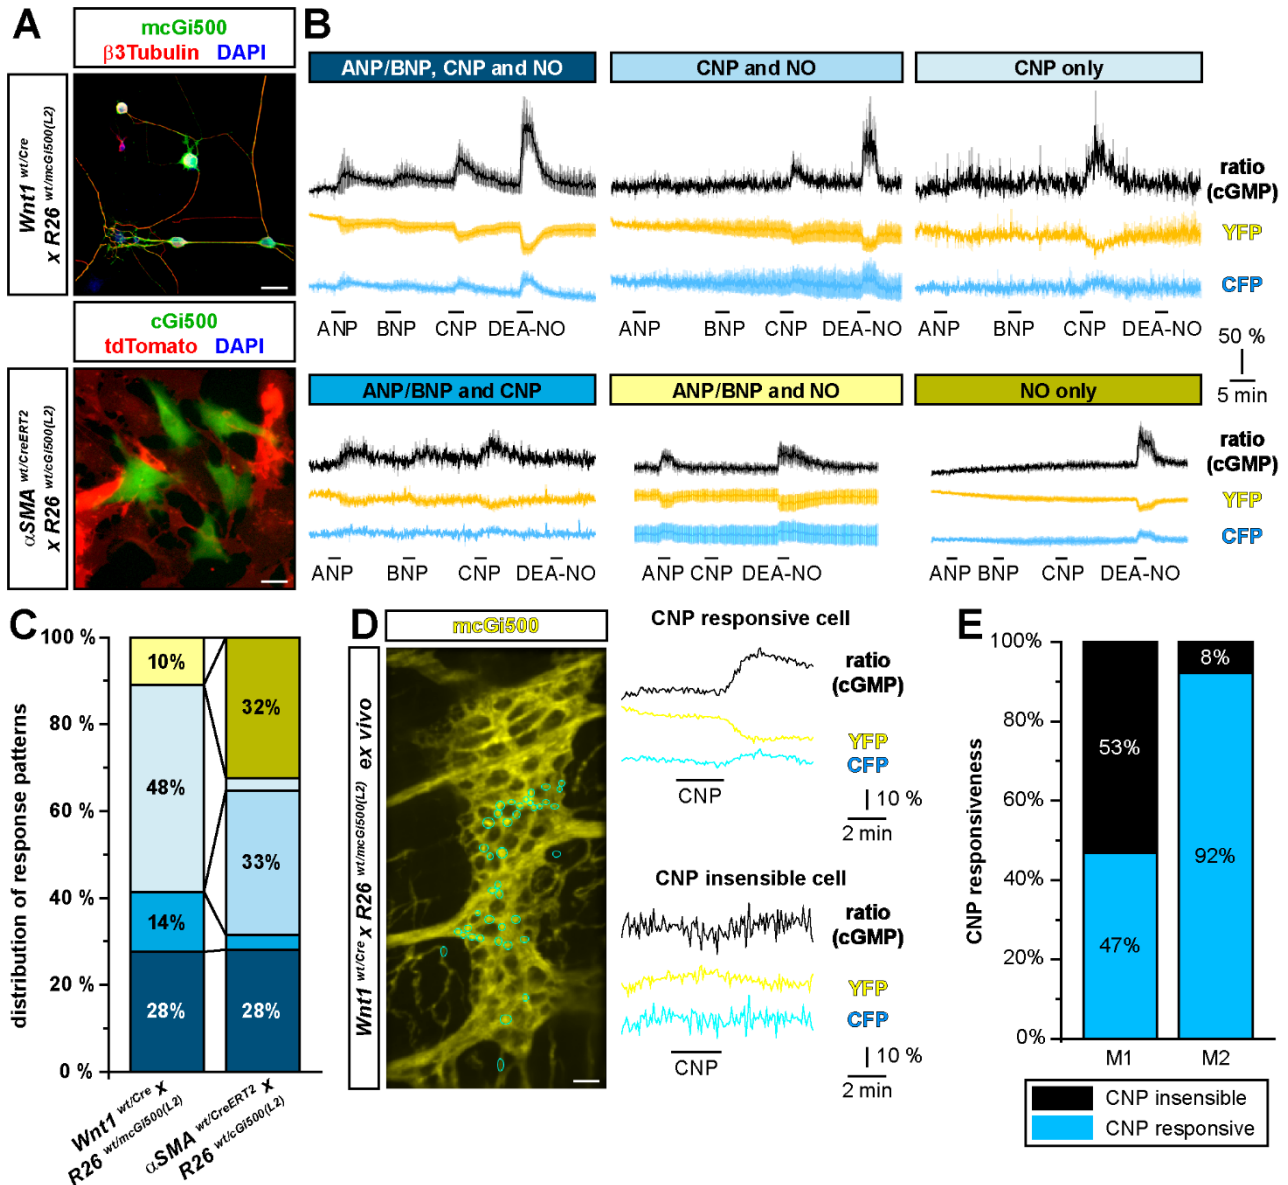 A
mcGi500
β3Tubulin DAPI
Wnt1 wt/Cre
x R26 wt/mcGi500(L2)
cGi500
tdTomato DAPI
αSMA wt/CreERT2
x R26 wt/cGi500(L2)
B
ANP/BNP, CNP and NO
CNP and NO
CNP only
ratio
(cGMP)
YFP
CFP
ANP BNP CNP DEA-NO
ANP BNP CNP DEA-NO
ANP BNP CNP DEA-NO
50 %
5 min
ANP/BNP and CNP
ANP/BNP and NO
NO only
ratio
(cGMP)
YFP
CFP
ANP BNP CNP DEA-NO
ANP CNP DEA-NO
ANP BNP CNP DEA-NO
C
distribution of response patterns
100 %
80 %
60 %
40 %
20 %
0 %
10%
48%
14%
28%
32%
33%
28%
Wnt1 wt/Cre x
R26 wt/mcGi500(L2)
αSMA wt/CreERT2 x
R26 wt/cGi500(L2)
D
mcGi500
Wnt1 wt/Cre x R26 wt/mcGi500(L2) ex vivo
CNP responsive cell
ratio
(cGMP)
YFP
CFP
CNP
10 %
2 min
CNP insensible cell
ratio
(cGMP)
YFP
CFP
CNP
10 %
2 min
E
CNP responsiveness
100%
80%
60%
40%
20%
0%
53%
47%
8%
92%
M1 M2
CNP insensible
CNP responsive